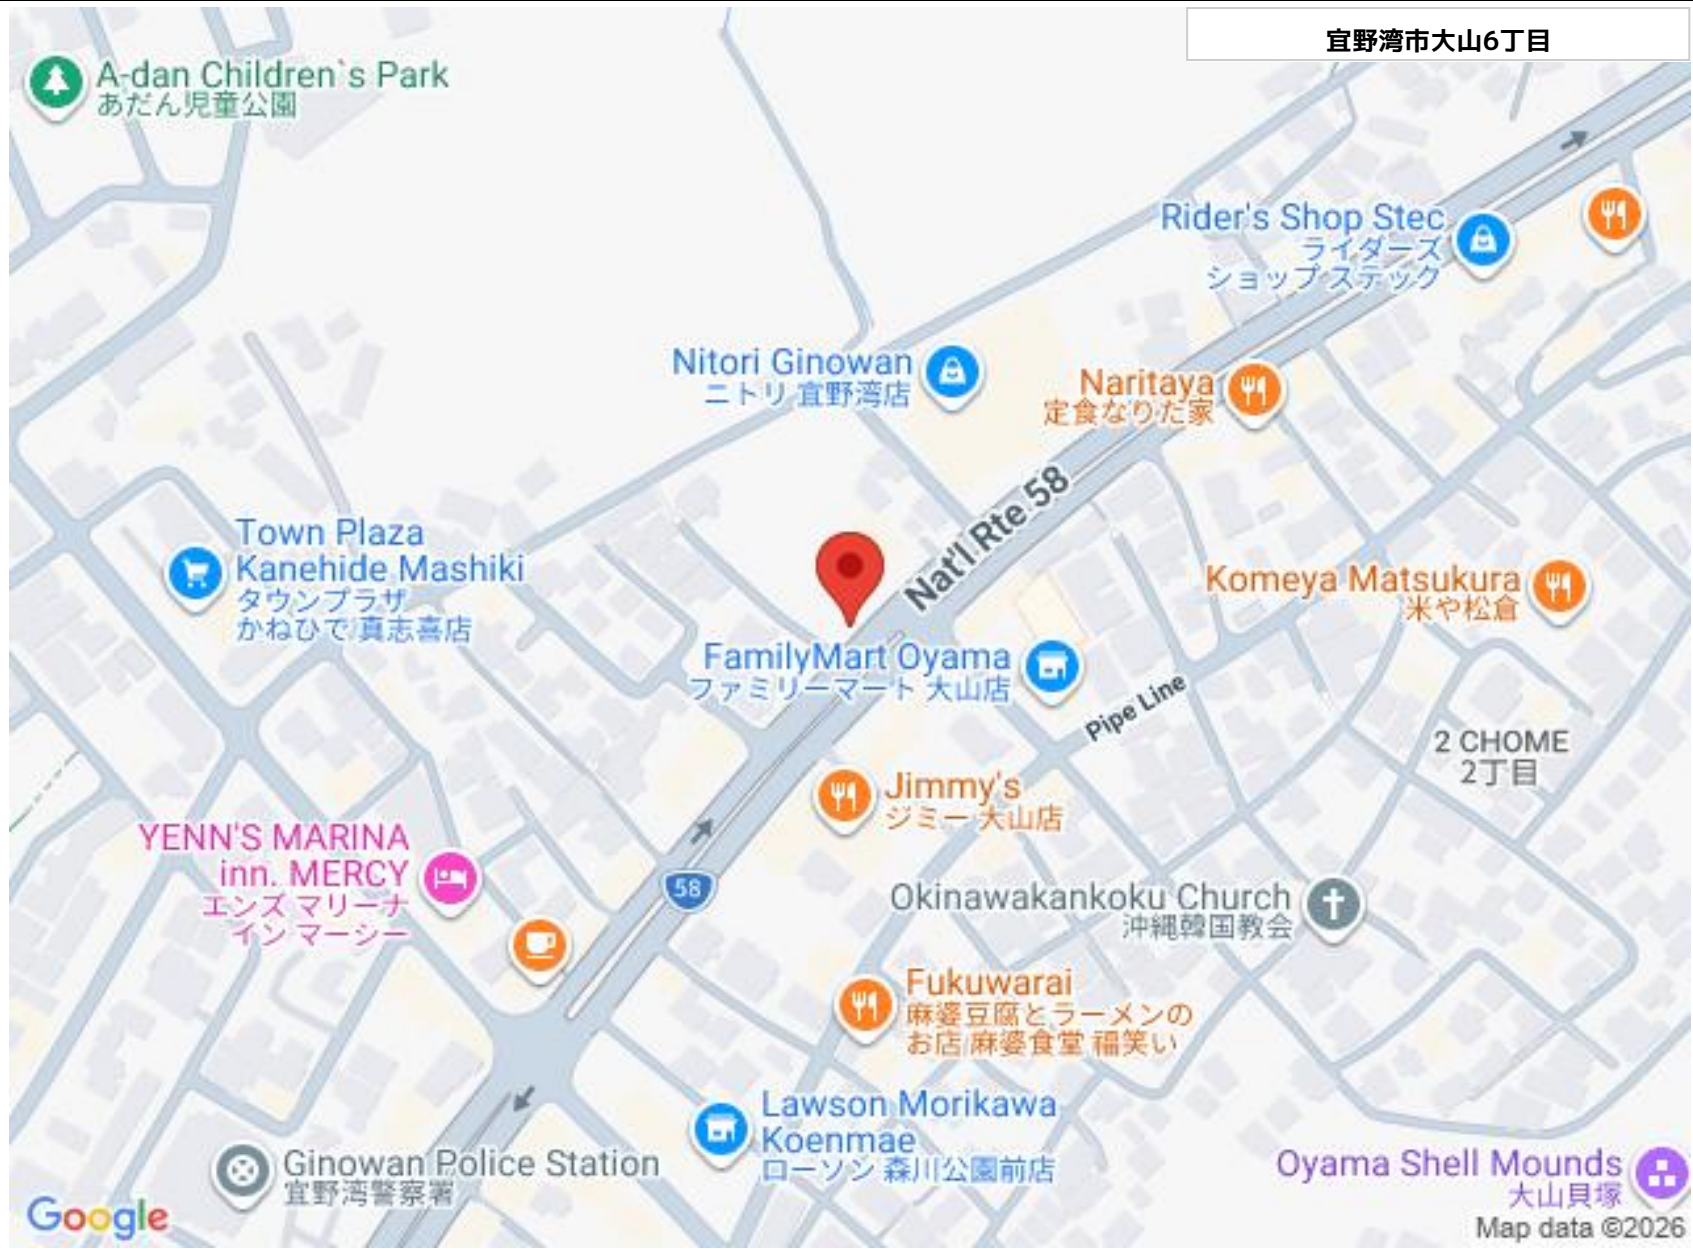 宜野湾市大山6丁目
A-dan Children`s Park
あだん児童公園
Rider's Shop Stec
ライダーズ
ショップ ステック
Nitori Ginowan
ニトリ 宜野湾店
Naritaya
定食なりた家
Nat'l Rte 58
Town Plaza
Kanehide Mashiki
タウンプラザ
かねひで 真志喜店
Komeya Matsukura
米や松倉
FamilyMart Oyama
ファミリーマート 大山店
Pipe Line
2 CHOME
2丁目
Jimmy's
ジミー 大山店
YENN'S MARINA
inn. MERCY
エンズ マリーナ
イン マーシー
58
Okinawakankoku Church
沖縄韓国教会
Fukuwarai
麻婆豆腐とラーメンの
お店 麻婆食堂 福笑い
Lawson Morikawa
Koenmae
ローソン 森川公園前店
Ginowan Police Station
宜野湾警察署
Oyama Shell Mounds
大山貝塚
Google
Map data ©2026